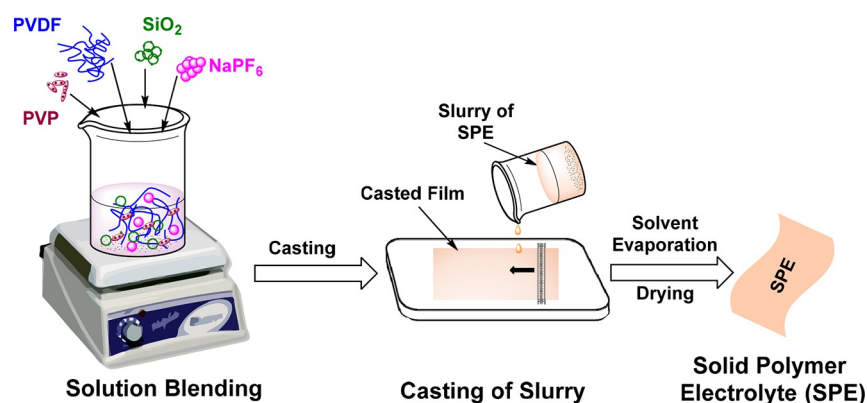 PVDF
SiO2
NaPF6
PVP
Slurry of
SPE
Casted Film
Casting
Solvent
Evaporation
Drying
SPE
Solution Blending
Casting of Slurry
Solid Polymer
Electrolyte (SPE)